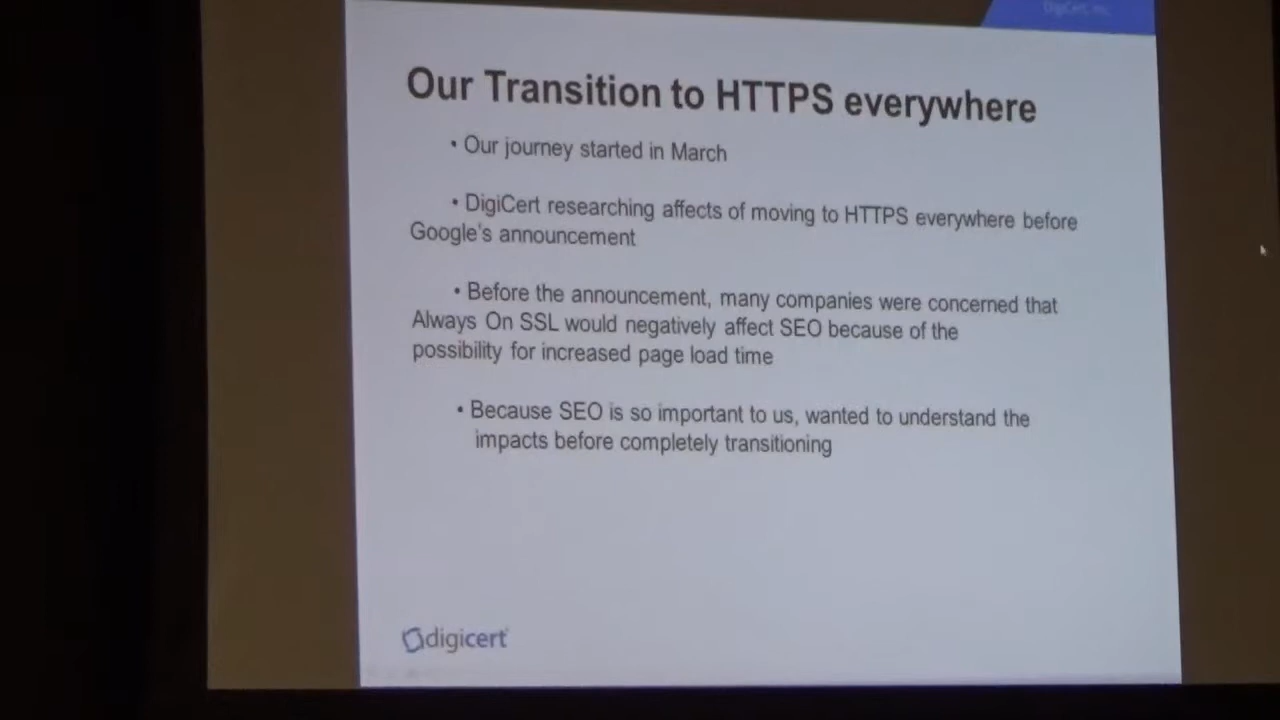 DigiCert, Inc.
Our Transition to HTTPS everywhere
• Our journey started in March
• DigiCert researching affects of moving to HTTPS everywhere before
Google's announcement
• Before the announcement, many companies were concerned that
Always On SSL would negatively affect SEO because of the
possibility for increased page load time
• Because SEO is so important to us, wanted to understand the
impacts before completely transitioning
digicert